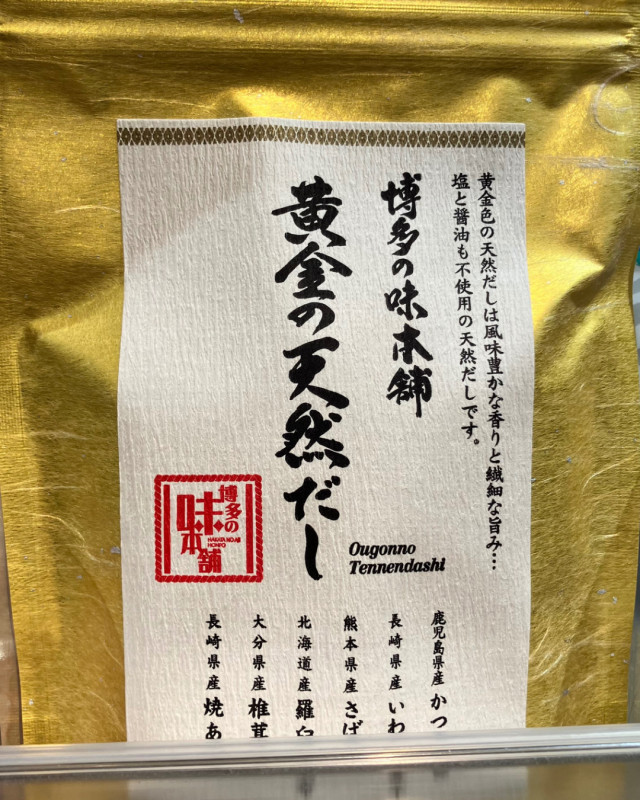 黄金色の天然だしは風味豊かな香りと繊細な旨み…
塩と醤油も不使用の天然だしです。
博多の味本舗
黄金の天然だし
Ougonno
Tennendashi
博多の
味本舗
HAKATA NO AJI
HONPO
鹿児島県産 かつ
長崎県産 いわ
熊本県産 さば
北海道産 羅臼
大分県産 椎茸
長崎県産 焼あ